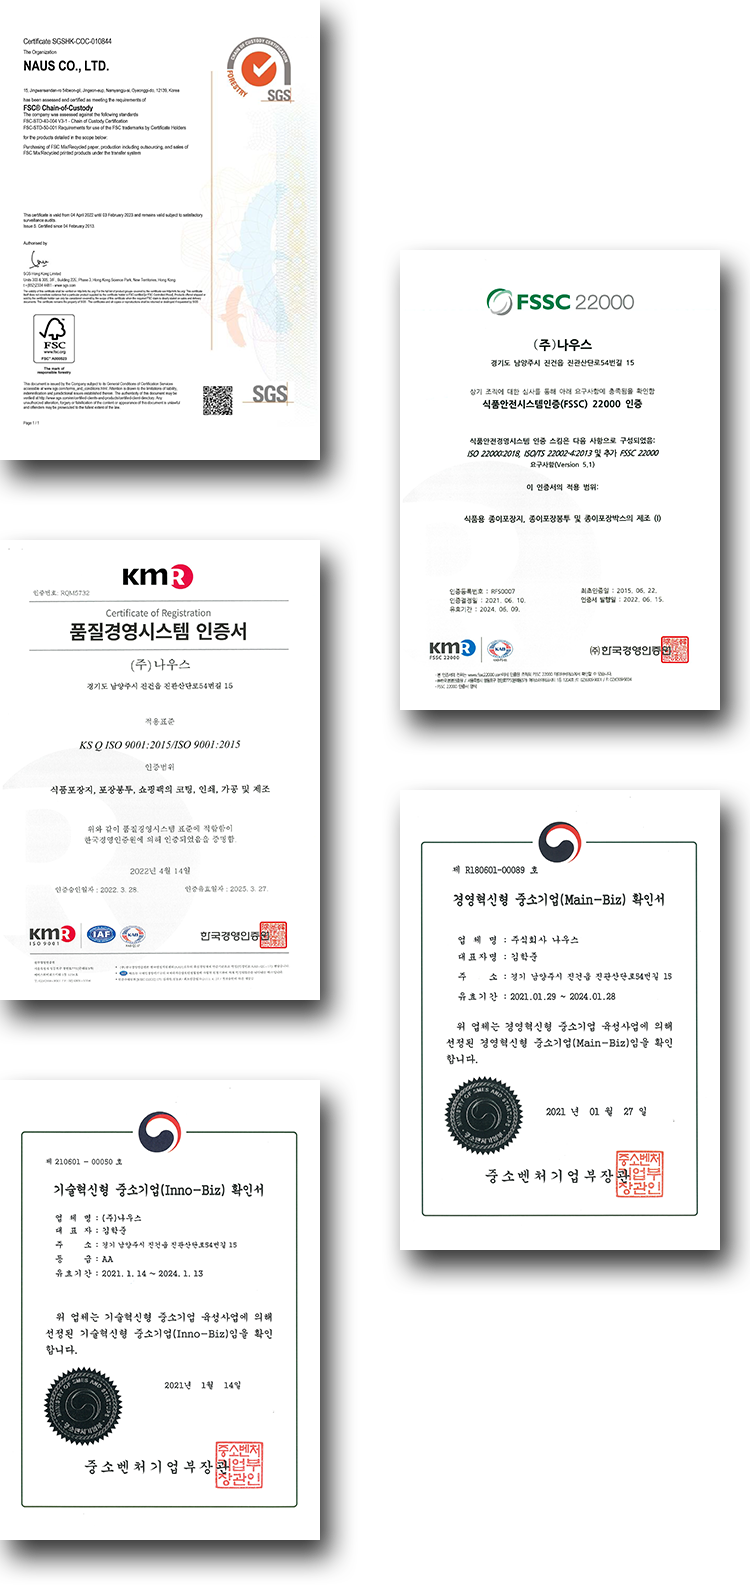 Certificate SGSHK-COC-010844
The Organization
NAUS CO., LTD.
has been assessed and certified as meeting the requirements of
FSC® Chain-of-Custody
The company was assessed against the following standards
FSC-STD-40-004 V3-1 - Chain of Custody Certification
FSC-STD-50-001 Requirements for use of the FSC trademarks by Certificate Holders
for the products detailed in the scope below:
Purchasing of FSC Mix/Recycled paper, production including outsourcing, and sales of
FSC Mix/Recycled printed products under the transfer system
This certificate is valid from 04 April 2022 until 03 February 2023 and remains valid subject to satisfactory
surveillance audits.
Issue 5. Certified since 04 February 2013
Authorised by
SGS Hong Kong Limited
FSC
www.fsc.org
The mark of
responsible forestry
Page 1 / 1
CHAIN OF CUSTODY CERTIFICATION
FORESTRY
SGS
SGS
FSSC 22000
(주)나우스
경기도 남양주시 진건읍 진관산단로54번길 15
상기 조직에 대한 심사를 통해 아래 요구사항에 충족됨을 확인함
식품안전시스템인증(FSSC) 22000 인증
식품안전경영시스템 인증 스킴은 다음 사항으로 구성되었음:
ISO 22000:2018, ISO/TS 22002-4:2013 및 추가 FSSC 22000
요구사항(Version 5.1)
이 인증서의 적용 범위:
식품용 종이포장지, 종이포장봉투 및 종이포장박스의 제조 (I)
인증등록번호 : RFS0007
인증결정일 : 2021. 06. 10.
유효기간 : 2024. 06. 09.
최초인증일 : 2015. 06. 22.
인증서 발행일 : 2022. 06. 15.
KMR
FSSC 22000
KAB
(주)한국경영인증원
KMR
인증번호: RQM5732
Certificate of Registration
품질경영시스템 인증서
(주)나우스
경기도 남양주시 진건읍 진관산단로54번길 15
적용표준
KS Q ISO 9001:2015/ISO 9001:2015
인증범위
식품포장지, 포장봉투, 쇼핑백의 코팅, 인쇄, 가공 및 제조
위와 같이 품질경영시스템 표준에 적합함이
한국경영인증원에 의해 인증되었음을 증명함.
2022년 4월 14일
인증승인일자 : 2022. 3. 28.
인증유효일자 : 2025. 3. 27.
KMR
ISO 9001
IAF
KAB
한국경영인증원
제 R180601-00089 호
경영혁신형 중소기업(Main-Biz) 확인서
업 체 명 : 주식회사 나우스
대표자명 : 김학준
주 소 : 경기 남양주시 진건읍 진관산단로54번길 15
유효기간 : 2021.01.29 ~ 2024.01.28
위 업체는 경영혁신형 중소기업 육성사업에 의해
선정된 경영혁신형 중소기업(Main-Biz)임을 확인
합니다.
2021 년 01 월 27 일
중소벤처기업부장관
중소벤처
기업부
장관인
제 210601 - 00050 호
기술혁신형 중소기업(Inno-Biz) 확인서
업 체 명 : (주)나우스
대 표 자 : 김학준
주 소 : 경기 남양주시 진건읍 진관산단로54번길 15
등 급 : AA
유효기간 : 2021. 1. 14 ~ 2024. 1. 13
위 업체는 기술혁신형 중소기업 육성사업에 의해
선정된 기술혁신형 중소기업(Inno-Biz)임을 확인
합니다.
2021년 1월 14일
중소벤처기업부장관
중소벤처
기업부
장관인